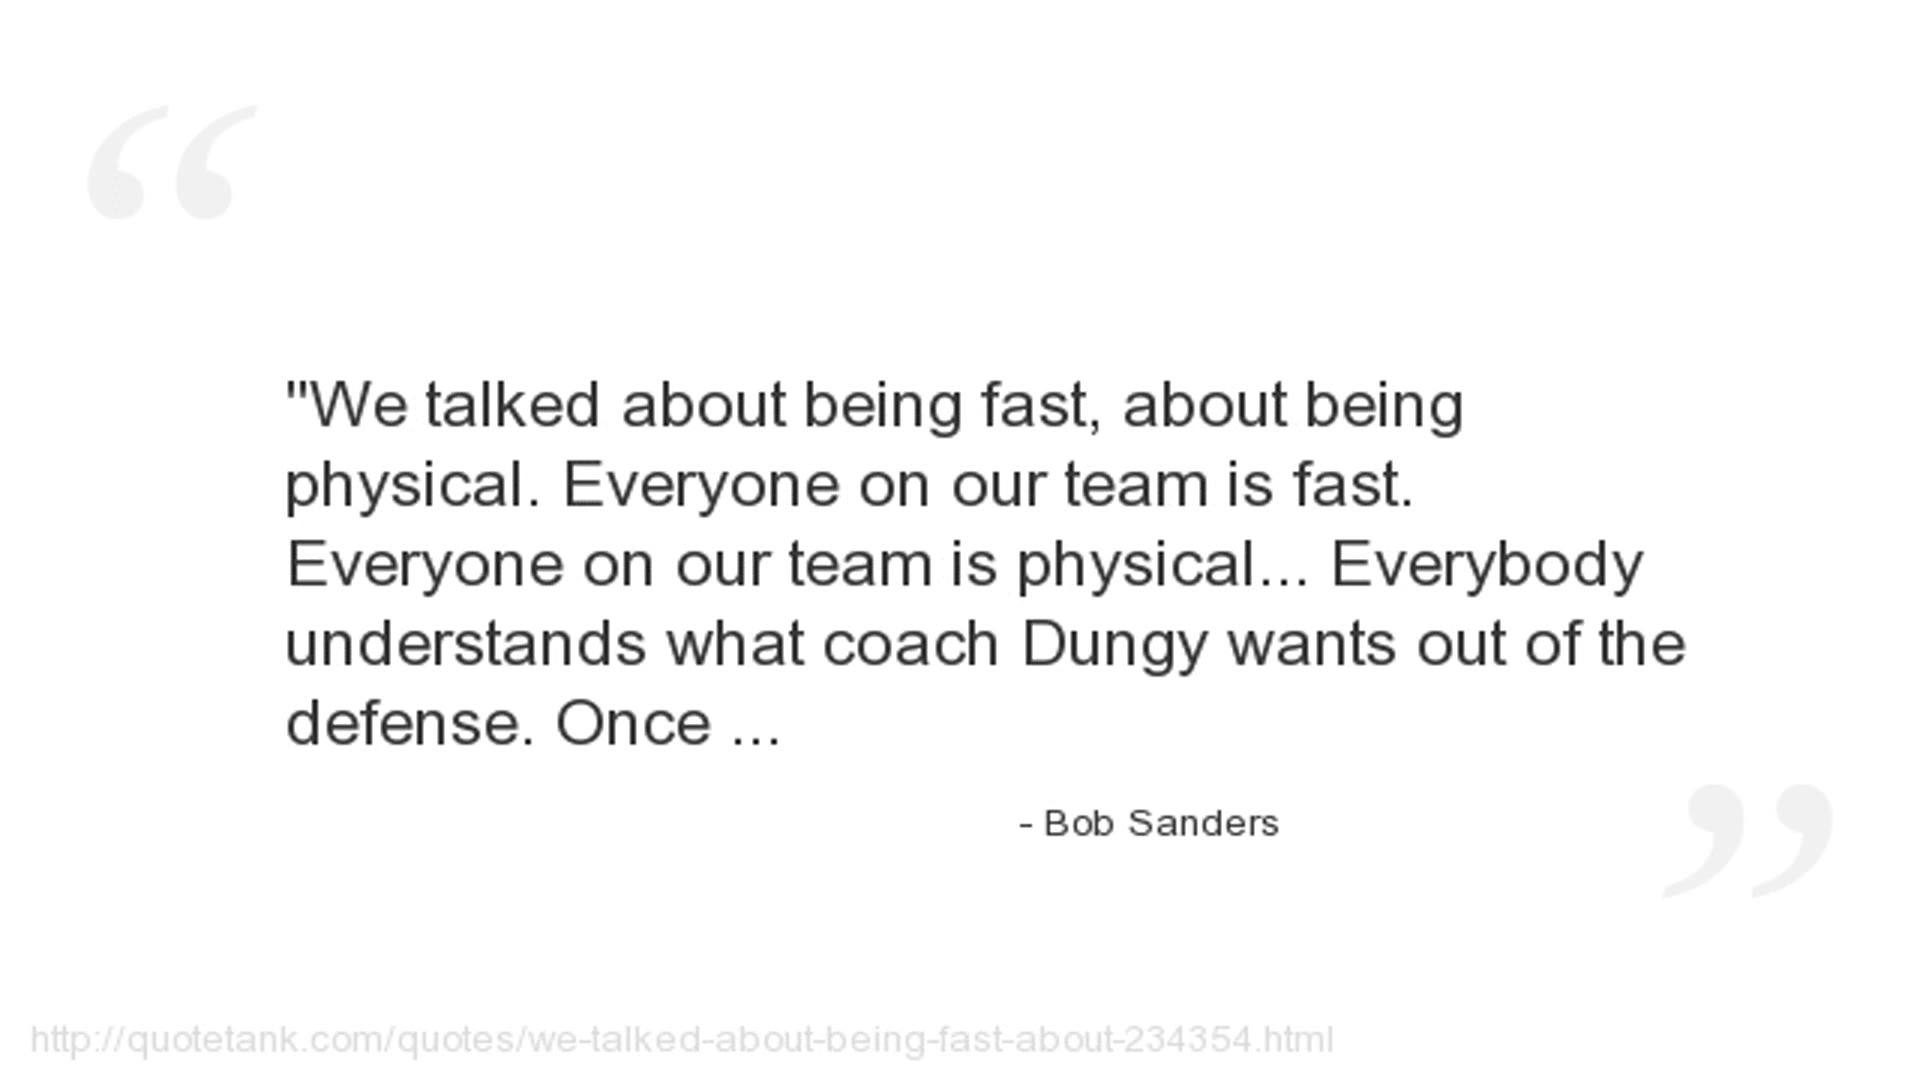 "We talked about being fast, about being
physical. Everyone on our team is fast.
Everyone on our team is physical... Everybody
understands what coach Dungy wants out of the
defense. Once ...
- Bob Sanders
http://quotetank.com/quotes/we-talked-about-being-fast-about-234354.html